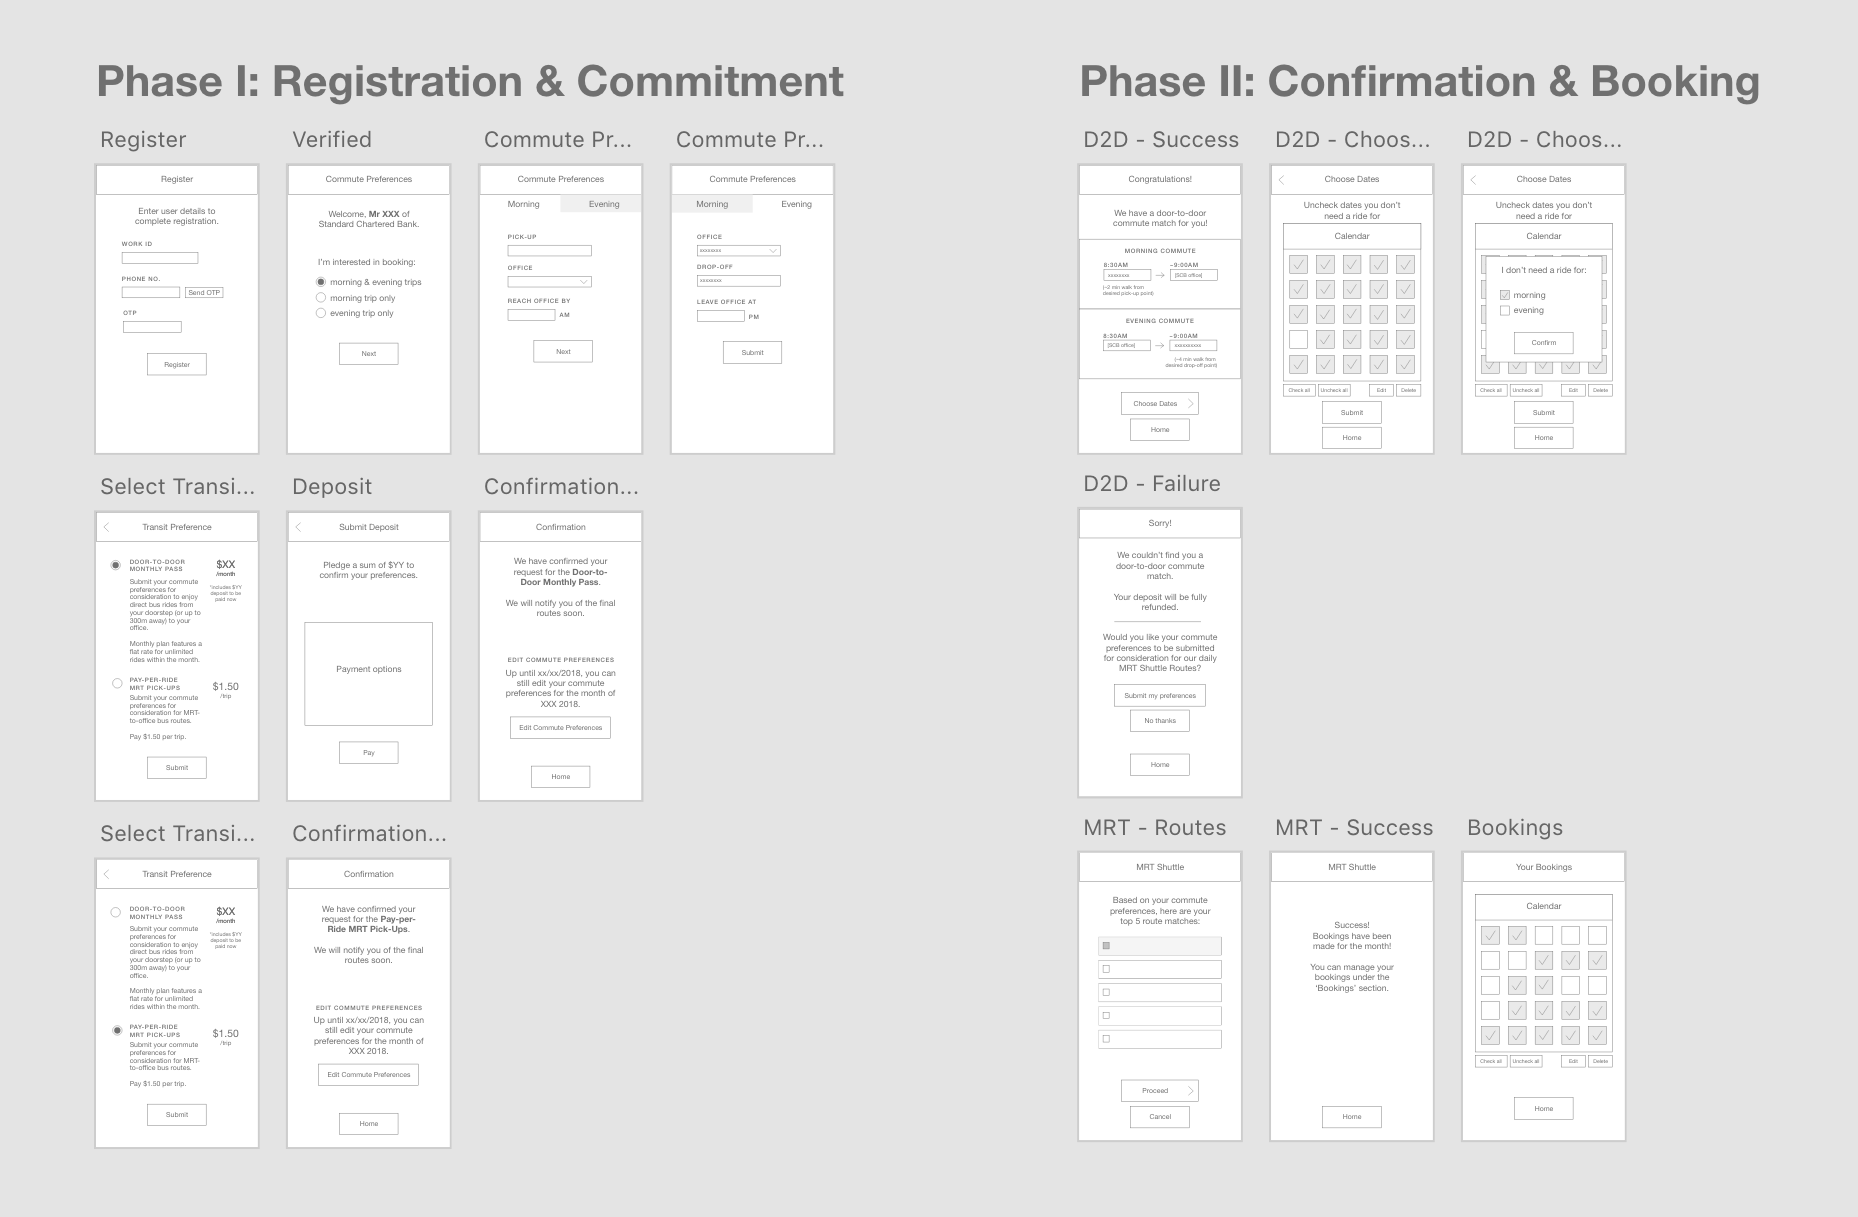 Phase I: Registration & Commitment
Register
Verified
Commute Pr...
Commute Pr...
Register
Enter user details to
complete registration.
WORK ID
PHONE NO.
Send OTP
OTP
Register
Commute Preferences
Welcome, Mr XXX of
Standard Chartered Bank.
I'm interested in booking:
morning & evening trips
morning trip only
evening trip only
Next
Commute Preferences
Morning
Evening
PICK-UP
OFFICE
REACH OFFICE BY
AM
Next
Commute Preferences
Morning
Evening
OFFICE
xxxxxxxx
DROP-OFF
xxxxxxxx
LEAVE OFFICE AT
PM
Submit
Select Transi...
Deposit
Confirmation...
Transit Preference
DOOR-TO-DOOR
MONTHLY PASS
Submit your commute
preferences for
consideration to enjoy
direct bus rides from
your doorstep (or up to
300m away) to your
office.
Monthly plan features a
flat rate for unlimited
rides within the month.
$XX
/month
*includes $YY
deposit to be
paid now
PAY-PER-RIDE
MRT PICK-UPS
Submit your commute
preferences for
consideration for MRT-
to-office bus routes.
Pay $1.50 per trip.
$1.50
/trip
Submit
Submit Deposit
Pledge a sum of $YY to
confirm your preferences.
Payment options
Pay
Confirmation
We have confirmed your
request for the Door-to-
Door Monthly Pass.
We will notify you of the final
routes soon.
EDIT COMMUTE PREFERENCES
Up until xx/xx/2018, you can
still edit your commute
preferences for the month of
XXX 2018.
Edit Commute Preferences
Home
Select Transi...
Confirmation...
Transit Preference
DOOR-TO-DOOR
MONTHLY PASS
Submit your commute
preferences for
consideration to enjoy
direct bus rides from
your doorstep (or up to
300m away) to your
office.
Monthly plan features a
flat rate for unlimited
rides within the month.
$XX
/month
*includes $YY
deposit to be
paid now
PAY-PER-RIDE
MRT PICK-UPS
Submit your commute
preferences for
consideration for MRT-
to-office bus routes.
Pay $1.50 per trip.
$1.50
/trip
Submit
Confirmation
We have confirmed your
request for the Pay-per-
Ride MRT Pick-Ups.
We will notify you of the final
routes soon.
EDIT COMMUTE PREFERENCES
Up until xx/xx/2018, you can
still edit your commute
preferences for the month of
XXX 2018.
Edit Commute Preferences
Home
Phase II: Confirmation & Booking
D2D - Success
D2D - Choos...
D2D - Choos...
Congratulations!
We have a door-to-door
commute match for you!
MORNING COMMUTE
8:30AM
~9:00AM
xxxxxxxx
[SCB office]
(~2 min walk from
desired pick-up point)
EVENING COMMUTE
8:30AM
~9:00AM
[SCB office]
xxxxxxxxxx
(~4 min walk from
desired drop-off point)
Choose Dates
Home
Choose Dates
Uncheck dates you don't
need a ride for
Calendar
Check all
Uncheck all
Edit
Delete
Submit
Home
Choose Dates
Uncheck dates you don't
need a ride for
Calendar
I don't need a ride for:
morning
evening
Confirm
Check all
Uncheck all
Edit
Delete
Submit
Home
D2D - Failure
Sorry!
We couldn't find you a
door-to-door commute
match.
Your deposit will be fully
refunded.
Would you like your commute
preferences to be submitted
for consideration for our daily
MRT Shuttle Routes?
Submit my preferences
No thanks
Home
MRT - Routes
MRT - Success
Bookings
MRT Shuttle
Based on your commute
preferences, here are your
top 5 route matches:
Proceed
Cancel
MRT Shuttle
Success!
Bookings have been
made for the month!
You can manage your
bookings under the
'Bookings' section.
Home
Your Bookings
Calendar
Check all
Uncheck all
Edit
Delete
Home